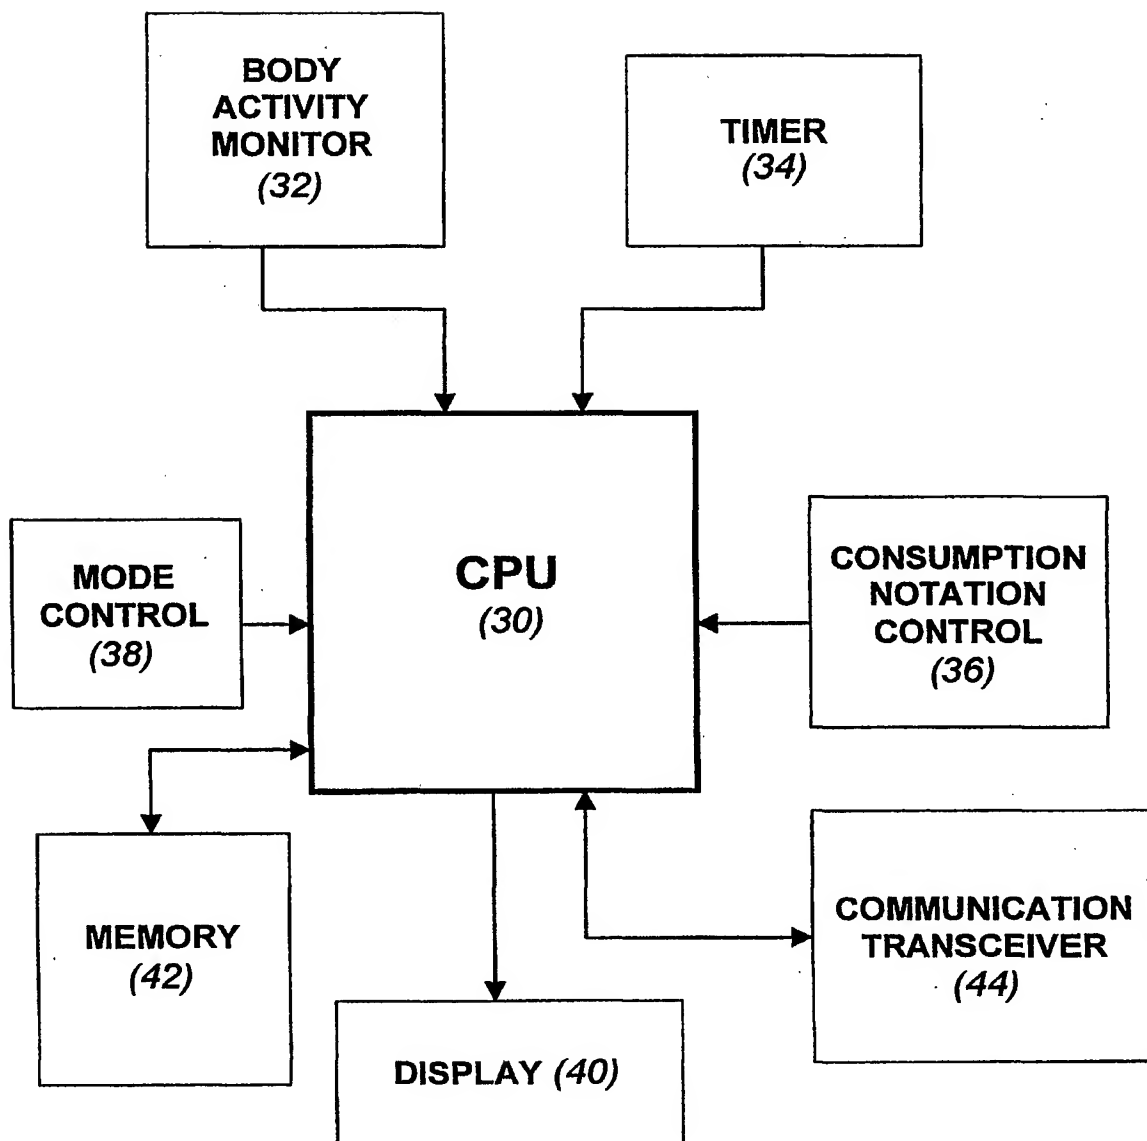 BODY
ACTIVITY
MONITOR
(32)
TIMER
(34)
CPU
(30)
MODE
CONTROL
(38)
CONSUMPTION
NOTATION
CONTROL
(36)
MEMORY
(42)
DISPLAY (40)
COMMUNICATION
TRANSCEIVER
(44)